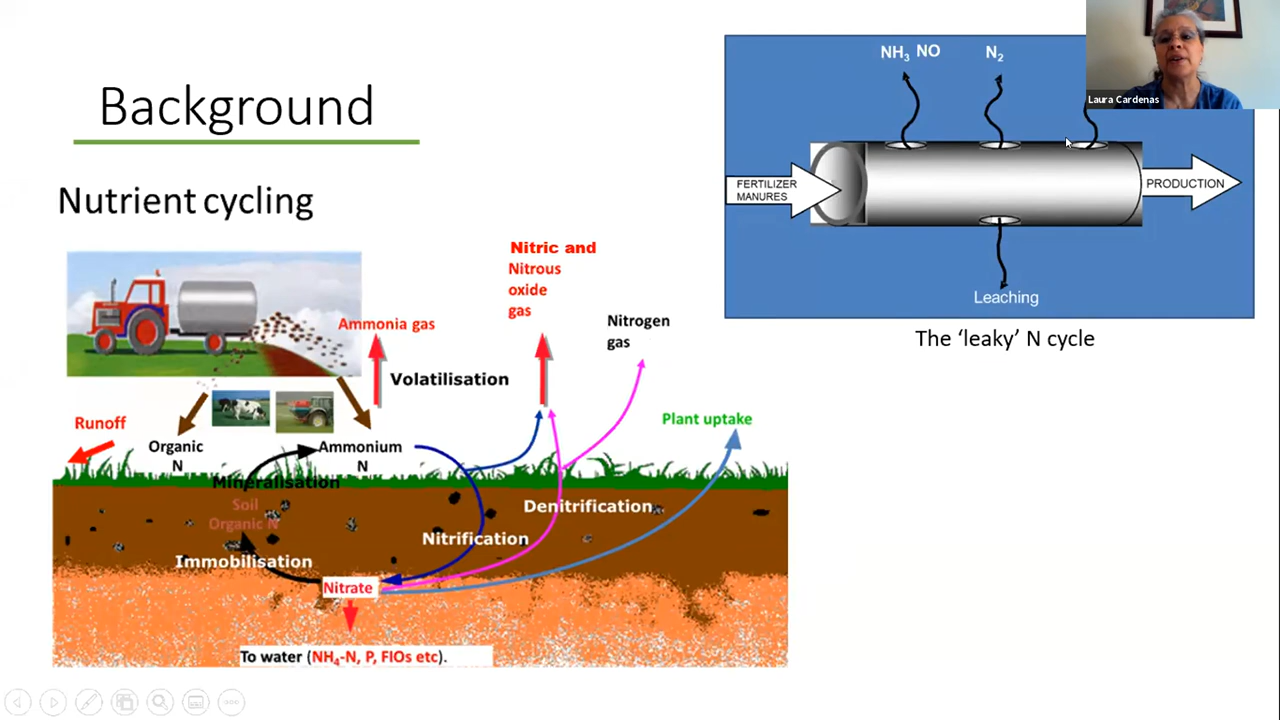 Background
Nutrient cycling
NH₃ NO
N₂
Laura Cardenas
FERTILIZER
MANURES
PRODUCTION
Leaching
The ‘leaky’ N cycle
Nitric and
Nitrous
oxide
gas
Nitrogen
gas
Ammonia gas
Volatilisation
Runoff
Plant uptake
Organic
N
Ammonium
N
Mineralisation
Soil
Organic N
Denitrification
Nitrification
Immobilisation
Nitrate
To water (NH₄-N, P, FIOs etc).